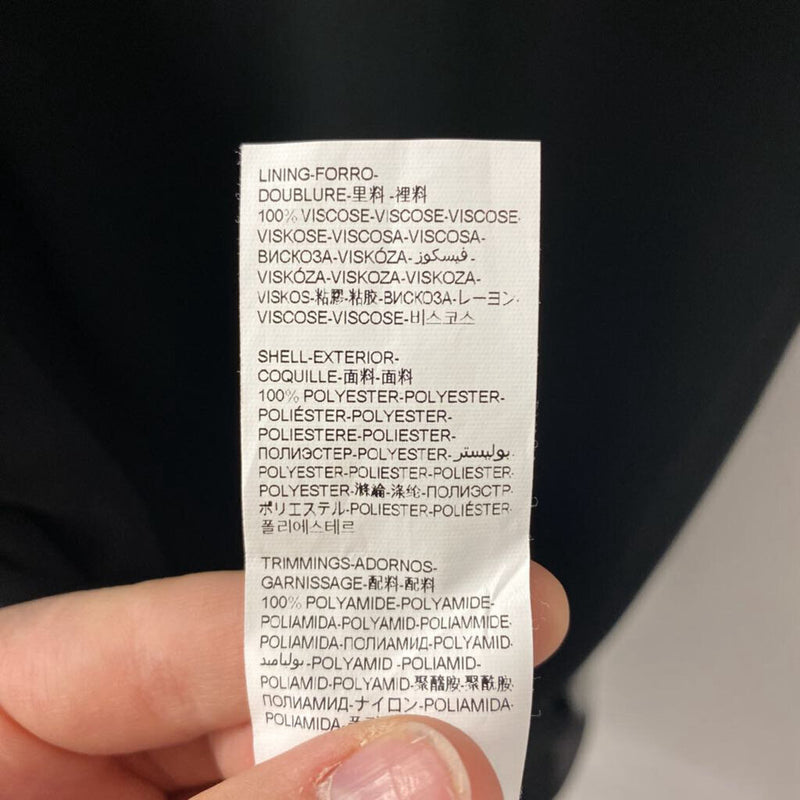 LINING-FORRO-
DOUBLURE-里料-裡料
100% VISCOSE-VISCOSE-VISCOSE-
VISKOSE-VISCOSA-VISCOSA-
ВИСКОЗА-VISKÓZA-فيسكوز-
VISKÓZA-VISKOZA-VISKOZA-
VISKOS-粘膠-粘胶-ВИСКОЗА-レーヨン-
VISCOSE-VISCOSE-비스코스
SHELL-EXTERIOR-
COQUILLE-面料-面料
100% POLYESTER-POLYESTER-
POLIÉSTER-POLYESTER-
POLIESTERE-POLIESTER-
ПОЛИЭСТЕР-POLYESTER-بوليستر-
POLYESTER-POLIESTER-POLIESTER-
POLYESTER-滌綸-涤纶-ПОЛИЭСТР-
ポリエステル-POLIESTER-POLIÉSTER-
폴리에스테르
TRIMMINGS-ADORNOS-
GARNISSAGE-配料-配料
100% POLYAMIDE-POLYAMIDE-
POLIAMIDA-POLYAMID-POLIAMMIDE-
POLIAMIDA-ПОЛИАМИД-POLYAMID-
بولياميد-POLYAMID-POLIAMID-
POLIAMID-POLYAMID-聚醯胺-聚酰胺-
ПОЛИАМИД-ナイロン-POLIAMIDA-
POLIAMIDA-